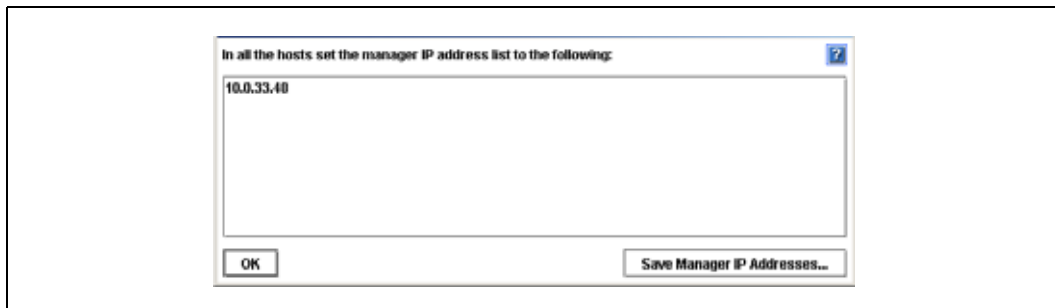 In all the hosts set the manager IP address list to the following:
?
10.0.33.40
OK
Save Manager IP Addresses...